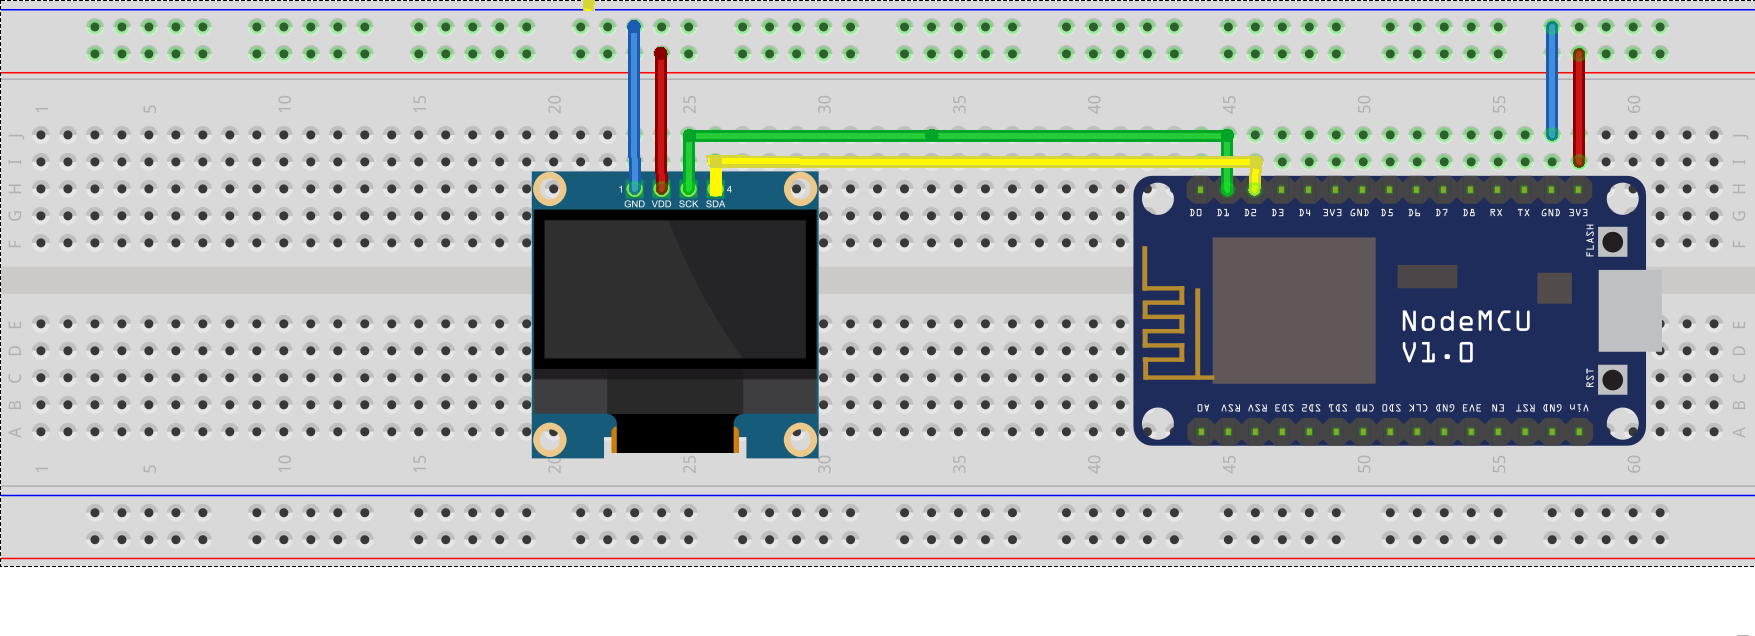 1 5 10 15 20 25 30 35 40 45 50 55 60
J J
I I
H 1 4 H
GND VDD SCK SDA
D0 D1 D2 D3 D4 3V3 GND D5 D6 D7 D8 RX TX GND 3V3
G G
F F
FLASH
E E
NodeMCU
D D
V1.0
C C
RST
B B
A0 RSV RSV SD3 SD2 SD1 CMD SD0 CLK GND 3V3 EN RST GND Vin
A A
1 5 10 15 20 25 30 35 40 45 50 55 60